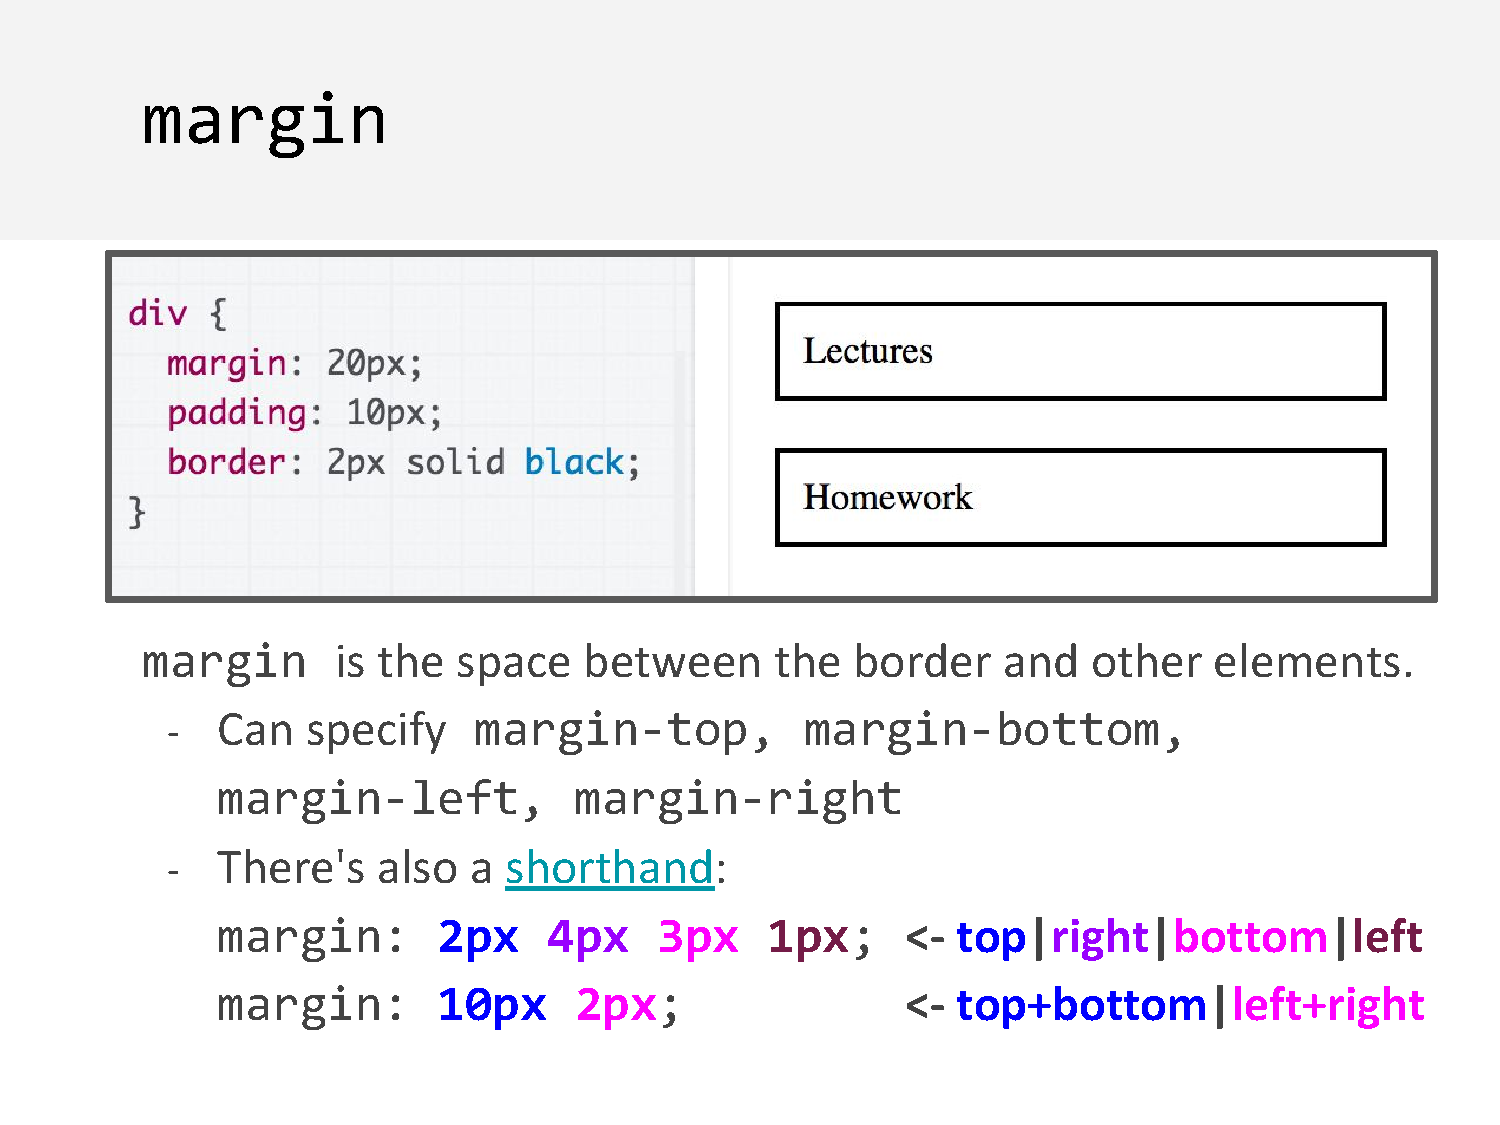 margin
div {
margin: 20px;
padding: 10px;
border: 2px solid black;
}
Lectures
Homework
margin is the space between the border and other elements.
- Can specify margin-top, margin-bottom,
margin-left, margin-right
- There's also a shorthand:
margin: 2px 4px 3px 1px; <- top|right|bottom|left
margin: 10px 2px; <- top+bottom|left+right